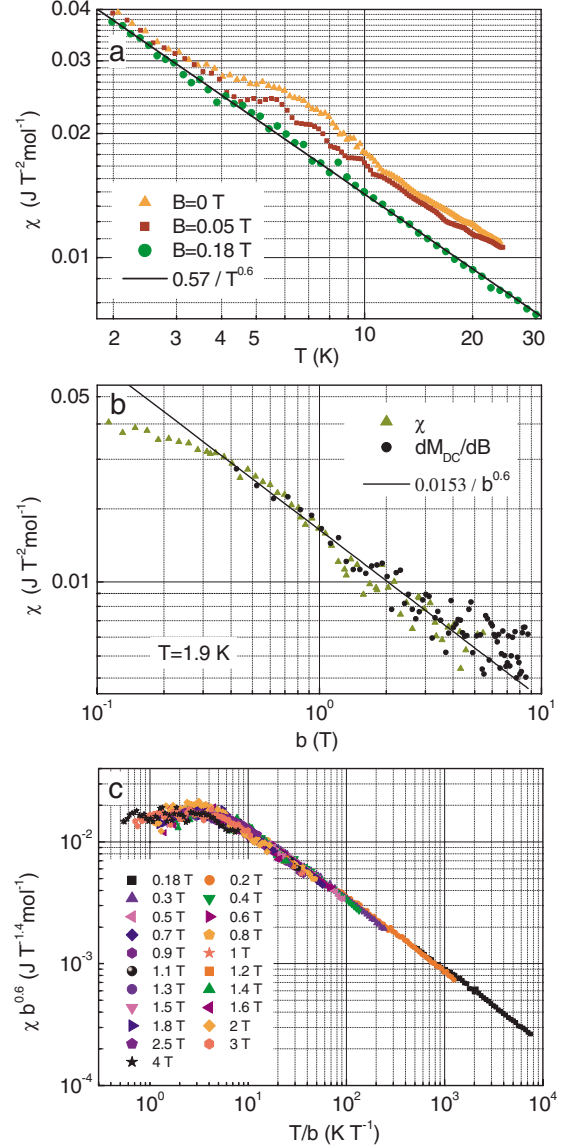 0.04
0.03
0.02
0.01
a
χ (J T⁻²mol⁻¹)
B=0 T
B=0.05 T
B=0.18 T
0.57 / T^0.6
2 3 4 5 6 10 20 30
T (K)
0.05
0.01
b
χ (J T⁻²mol⁻¹)
χ
dM_DC/dB
0.0153 / b^0.6
T=1.9 K
10⁻¹ 10⁰ 10¹
b (T)
10⁻²
10⁻³
10⁻⁴
c
χ b^0.6 (J T^-1.4 mol⁻¹)
0.18 T 0.2 T
0.3 T 0.4 T
0.5 T 0.6 T
0.7 T 0.8 T
0.9 T 1 T
1.1 T 1.2 T
1.3 T 1.4 T
1.5 T 1.6 T
1.8 T 2 T
2.5 T 3 T
4 T
10⁰ 10¹ 10² 10³ 10⁴
T/b (K T⁻¹)